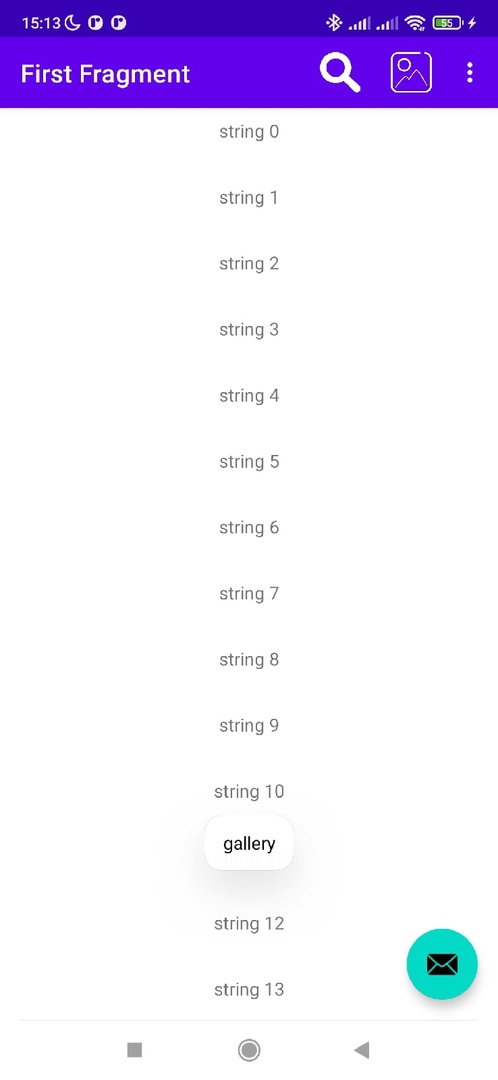 15:13
55
First Fragment
string 0
string 1
string 2
string 3
string 4
string 5
string 6
string 7
string 8
string 9
string 10
gallery
string 12
string 13